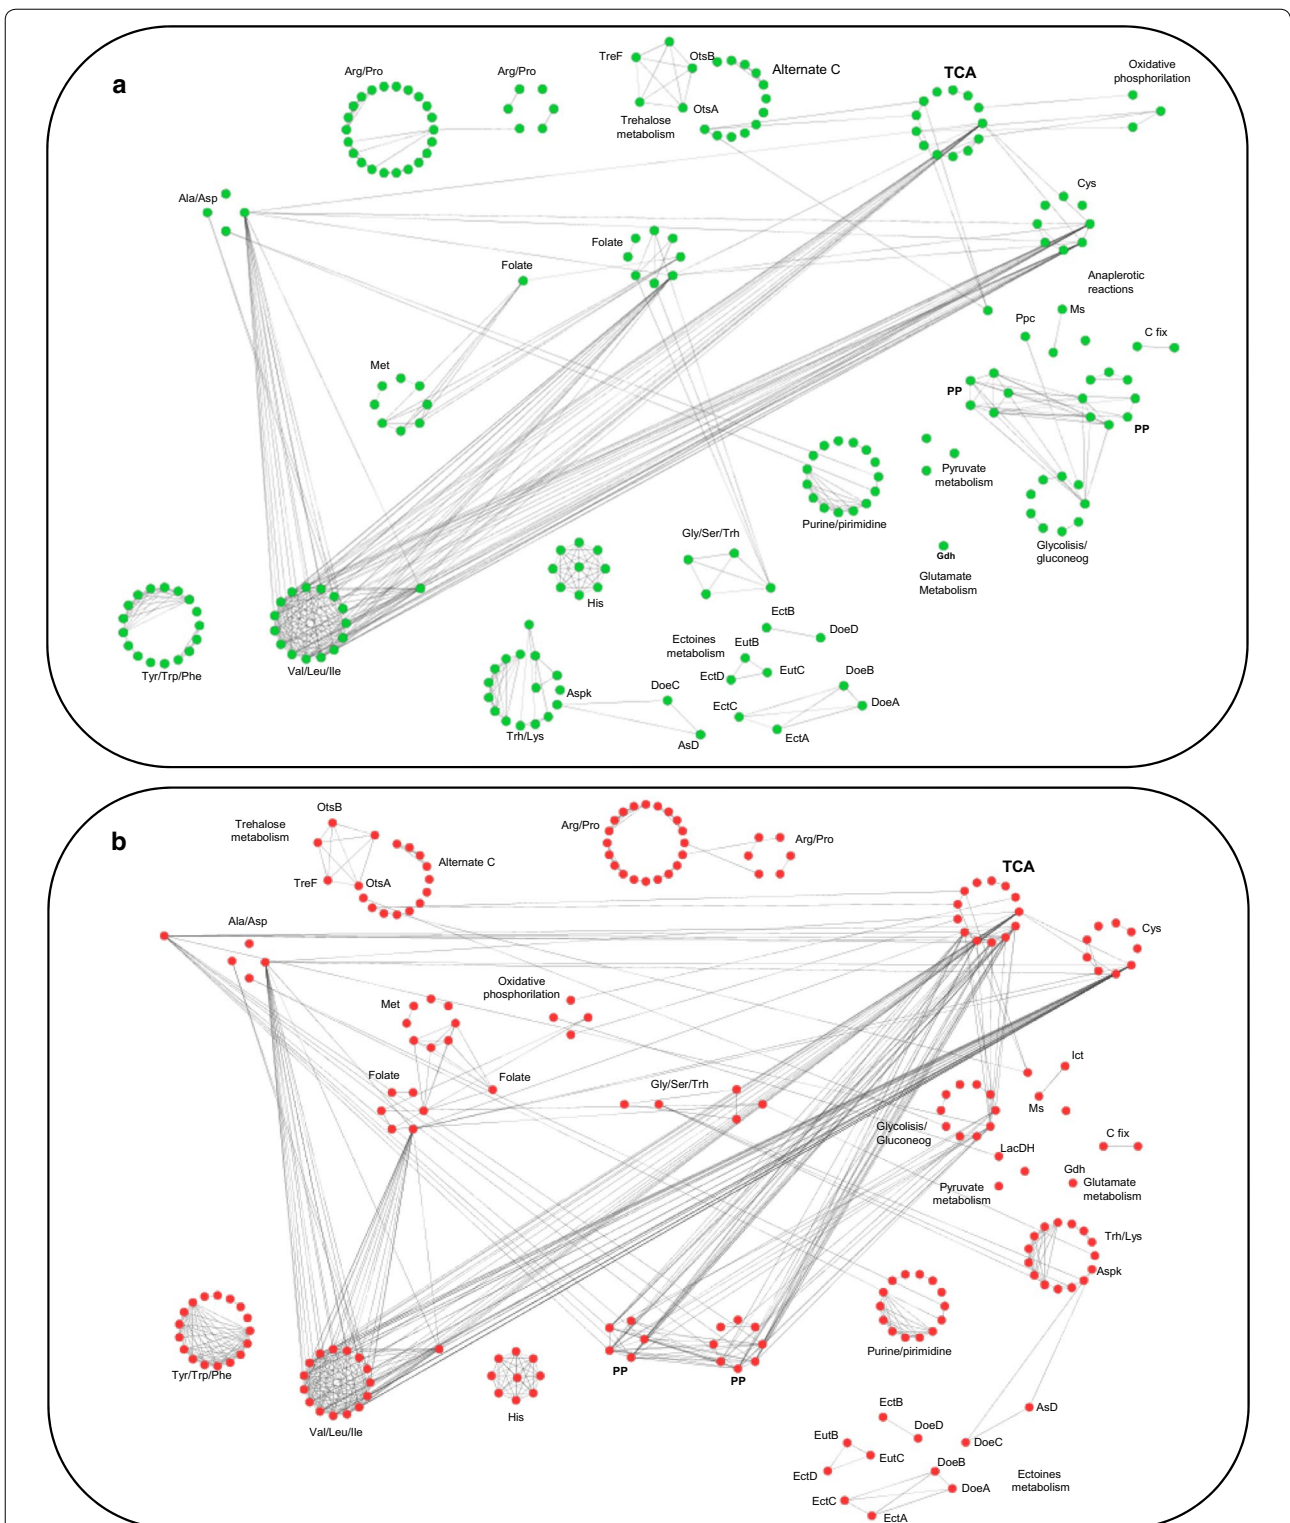 a
Arg/Pro
Arg/Pro
TreF
OtsB
Alternate C
OtsA
Trehalose
metabolism
TCA
Oxidative
phosphorilation
Ala/Asp
Cys
Folate
Folate
Anaplerotic
reactions
Ppc
Ms
C fix
Met
PP
PP
Pyruvate
metabolism
Purine/pirimidine
Glycolisis/
gluconeog
Gly/Ser/Trh
Gdh
Glutamate
Metabolism
His
EctB
DoeD
Ectoines
metabolism
EutB
EutC
EctD
DoeB
DoeA
DoeC
EctC
EctA
AsD
Tyr/Trp/Phe
Val/Leu/Ile
Aspk
Trh/Lys
b
OtsB
Trehalose
metabolism
Alternate C
TreF
OtsA
Arg/Pro
Arg/Pro
TCA
Ala/Asp
Cys
Oxidative
phosphorilation
Met
Folate
Folate
Gly/Ser/Trh
Ict
Ms
Glycolisis/
Gluconeog
LacDH
C fix
Gdh
Glutamate
metabolism
Pyruvate
metabolism
Trh/Lys
Aspk
Purine/pirimidine
Tyr/Trp/Phe
Val/Leu/Ile
His
PP
PP
EctB
DoeD
AsD
DoeC
EutB
EutC
EctD
DoeB
DoeA
Ectoines
metabolism
EctC
EctA